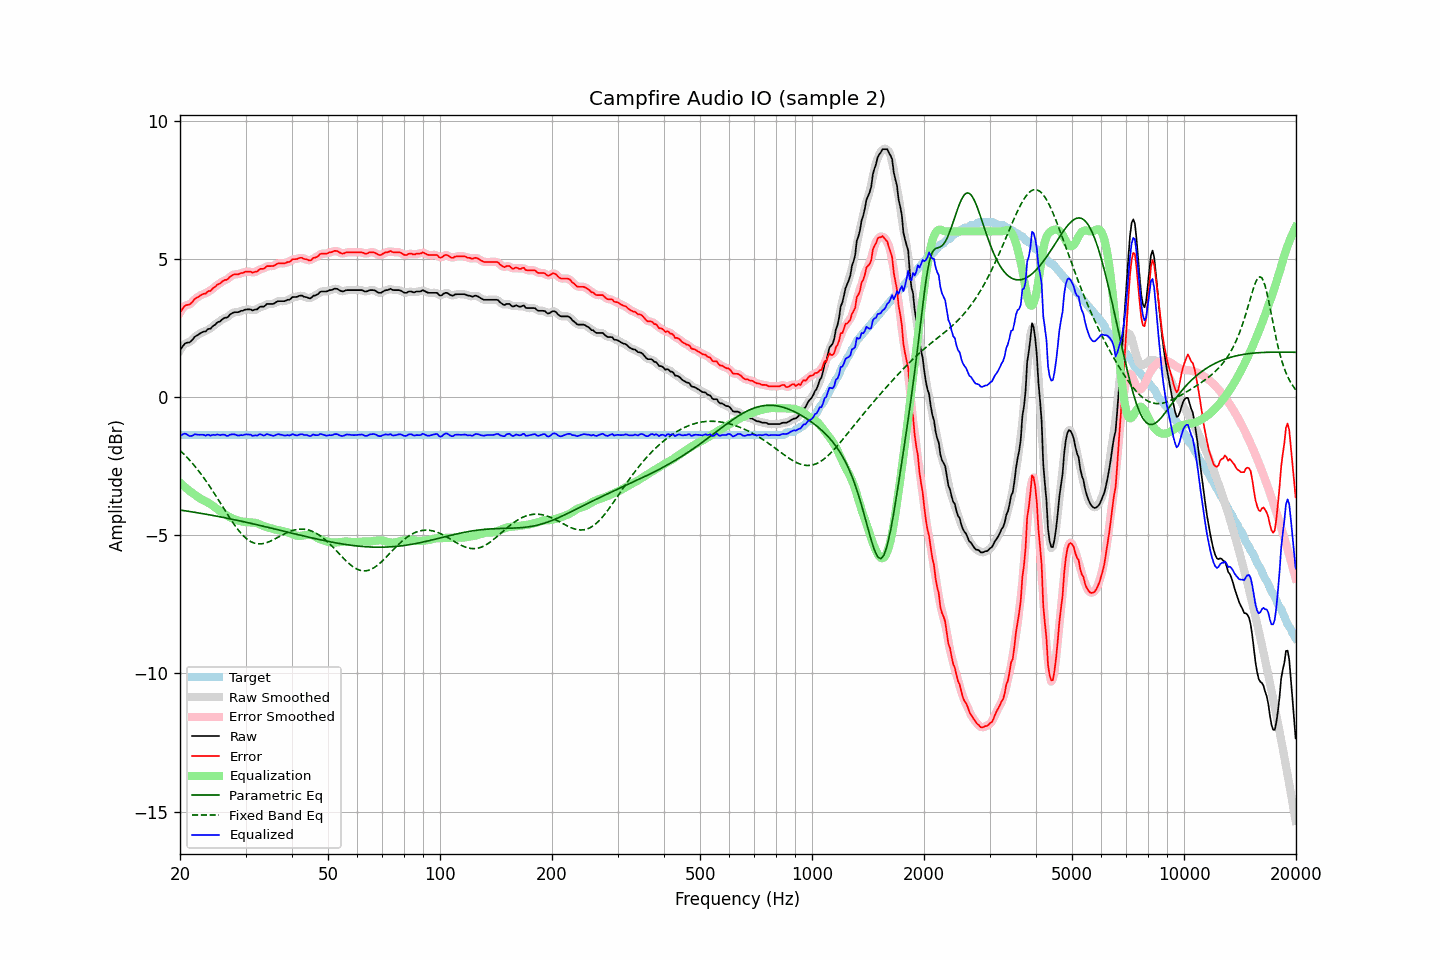 Campfire Audio IO (sample 2)
10
5
0
−5
−10
−15
Amplitude (dBr)
Target
Raw Smoothed
Error Smoothed
Raw
Error
Equalization
Parametric Eq
Fixed Band Eq
Equalized
20 50 100 200 500 1000 2000 5000 10000 20000
Frequency (Hz)